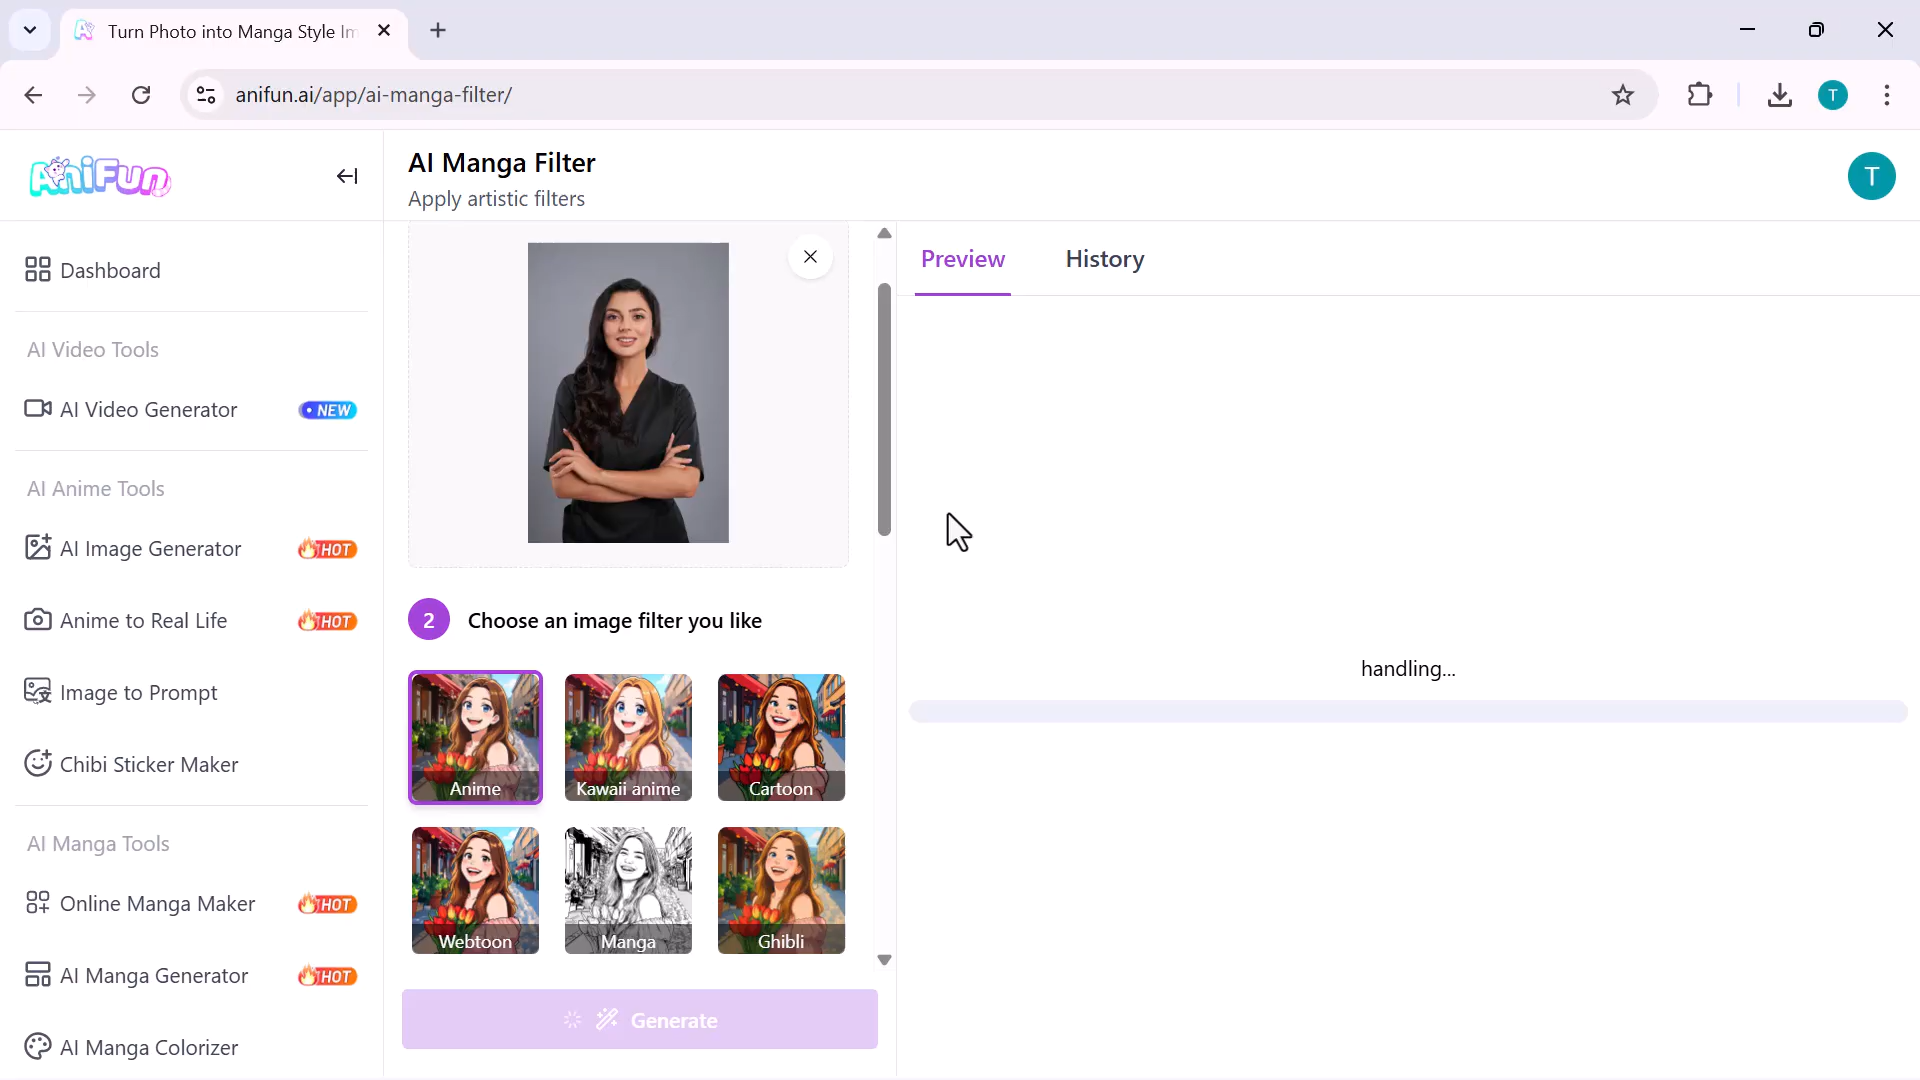 Turn Photo into Manga Style Im
anifun.ai/app/ai-manga-filter/
T
AniFun
AI Manga Filter
Apply artistic filters
T
Dashboard
AI Video Tools
AI Video Generator
NEW
AI Anime Tools
AI Image Generator
HOT
Anime to Real Life
HOT
Image to Prompt
Chibi Sticker Maker
AI Manga Tools
Online Manga Maker
HOT
AI Manga Generator
HOT
AI Manga Colorizer
2
Choose an image filter you like
Anime
Kawaii anime
Cartoon
Webtoon
Manga
Ghibli
Generate
Preview
History
handling...